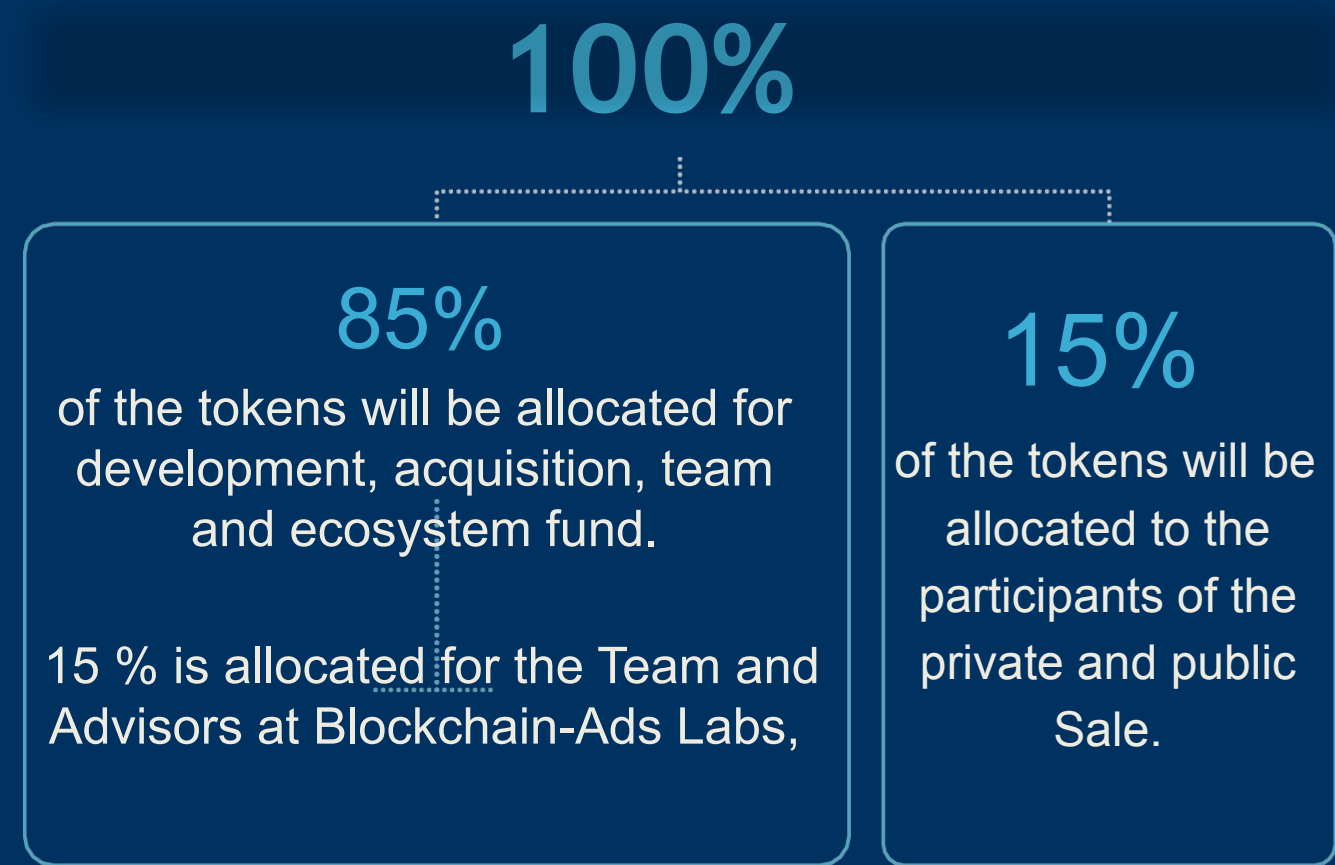 100%
85%
of the tokens will be allocated for
development, acquisition, team
and ecosystem fund.
15 % is allocated for the Team and
Advisors at Blockchain-Ads Labs,
15%
of the tokens will be
allocated to the
participants of the
private and public
Sale.